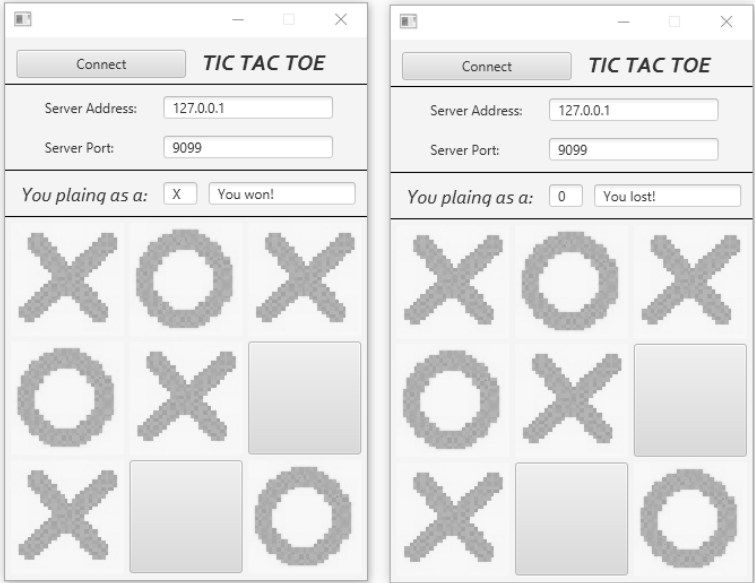 Connect TIC TAC TOE
Server Address: 127.0.0.1
Server Port: 9099
You plaing as a: X You won!
Connect TIC TAC TOE
Server Address: 127.0.0.1
Server Port: 9099
You plaing as a: 0 You lost!